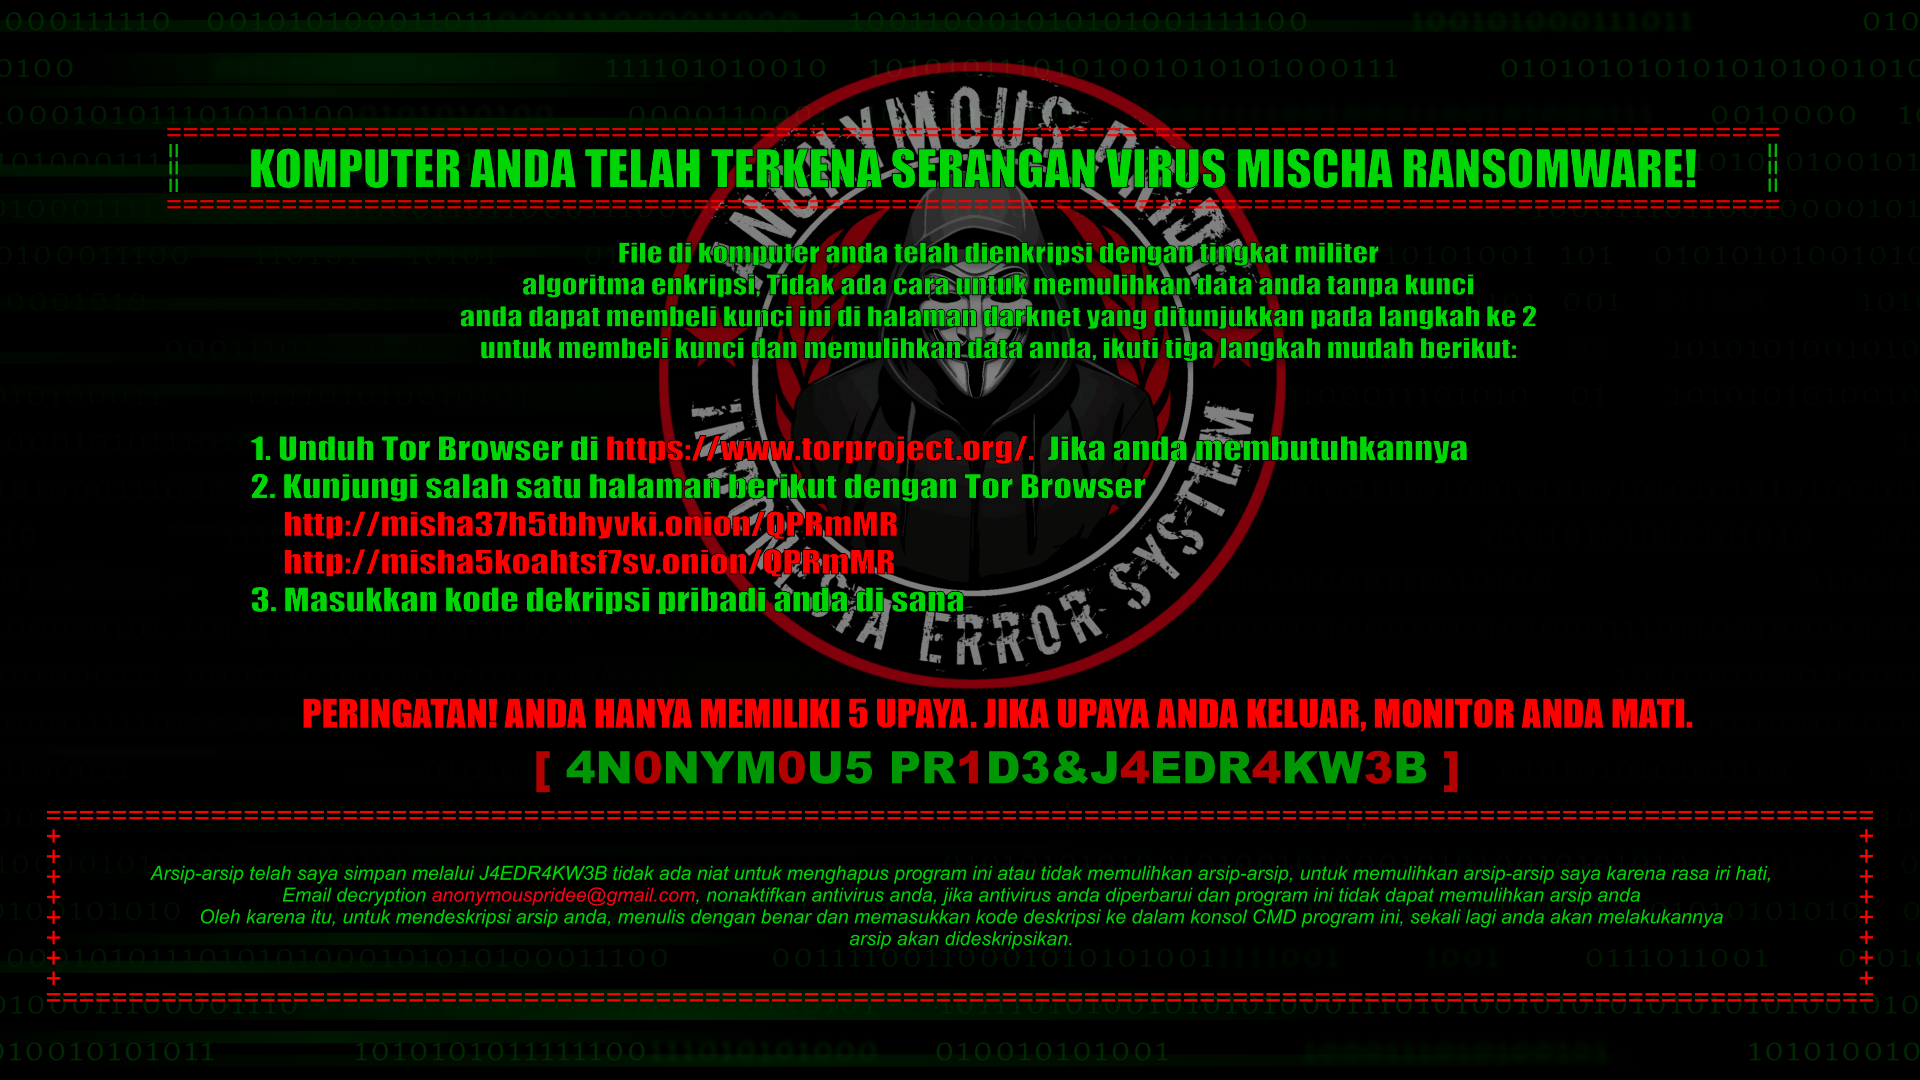 ANONYMOUS PRIDE
INDONESIA ERROR SYSTEM
KOMPUTER ANDA TELAH TERKENA SERANGAN VIRUS MISCHA RANSOMWARE!
File di komputer anda telah dienkripsi dengan tingkat militer
algoritma enkripsi, Tidak ada cara untuk memulihkan data anda tanpa kunci
anda dapat membeli kunci ini di halaman darknet yang ditunjukkan pada langkah ke 2
untuk membeli kunci dan memulihkan data anda, ikuti tiga langkah mudah berikut:
1. Unduh Tor Browser di https://www.torproject.org/. Jika anda membutuhkannya
2. Kunjungi salah satu halaman berikut dengan Tor Browser
http://misha37h5tbhyvki.onion/QPRmMR
http://misha5koahtsf7sv.onion/QPRmMR
3. Masukkan kode dekripsi pribadi anda di sana
PERINGATAN! ANDA HANYA MEMILIKI 5 UPAYA. JIKA UPAYA ANDA KELUAR, MONITOR ANDA MATI.
[ 4N0NYM0U5 PR1D3&J4EDR4KW3B ]
Arsip-arsip telah saya simpan melalui J4EDR4KW3B tidak ada niat untuk menghapus program ini atau tidak memulihkan arsip-arsip, untuk memulihkan arsip-arsip saya karena rasa iri hati,
Email decryption anonymouspridee@gmail.com, nonaktifkan antivirus anda, jika antivirus anda diperbarui dan program ini tidak dapat memulihkan arsip anda
Oleh karena itu, untuk mendeskripsi arsip anda, menulis dengan benar dan memasukkan kode deskripsi ke dalam konsol CMD program ini, sekali lagi anda akan melakukannya
arsip akan dideskripsikan.